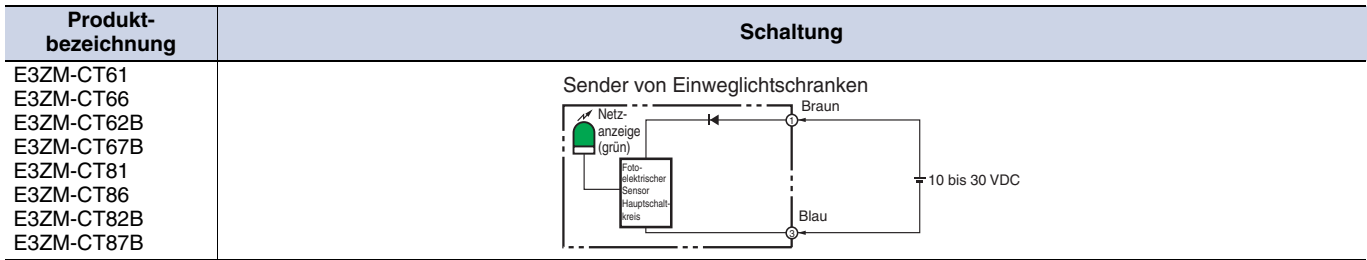 Produkt-
bezeichnung
Schaltung
E3ZM-CT61
E3ZM-CT66
E3ZM-CT62B
E3ZM-CT67B
E3ZM-CT81
E3ZM-CT86
E3ZM-CT82B
E3ZM-CT87B
Sender von Einweglichtschranken
Netz-
anzeige
(grün)
Foto-
elektrischer
Sensor
Hauptschalt-
kreis
Braun
1
10 bis 30 VDC
Blau
3